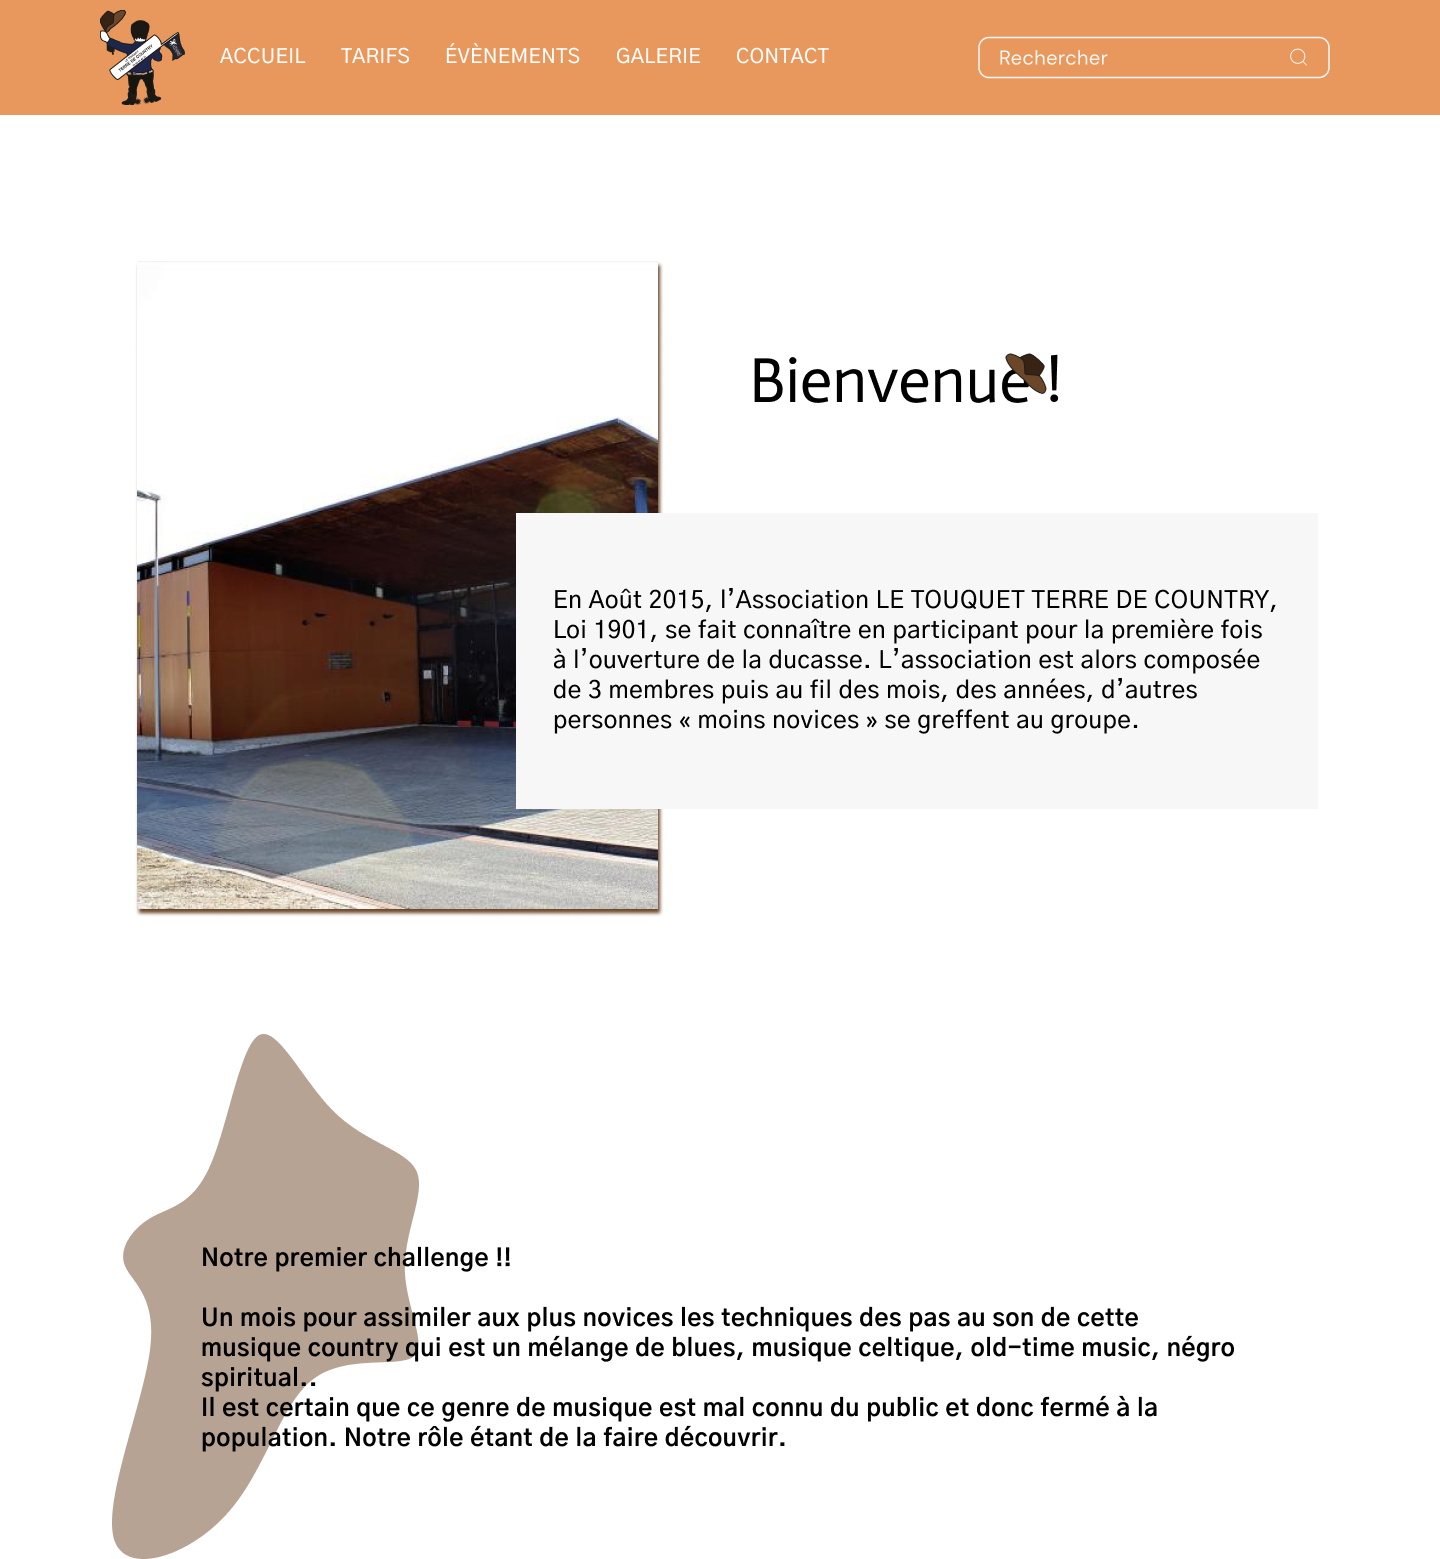 TERRE DE COUNTRY
ACCUEIL TARIFS ÉVÈNEMENTS GALERIE CONTACT Rechercher
Bienvenue !
En Août 2015, l’Association LE TOUQUET TERRE DE COUNTRY,
Loi 1901, se fait connaître en participant pour la première fois
à l’ouverture de la ducasse. L’association est alors composée
de 3 membres puis au fil des mois, des années, d’autres
personnes « moins novices » se greffent au groupe.
Notre premier challenge !!
Un mois pour assimiler aux plus novices les techniques des pas au son de cette
musique country qui est un mélange de blues, musique celtique, old-time music, négro
spiritual..
Il est certain que ce genre de musique est mal connu du public et donc fermé à la
population. Notre rôle étant de la faire découvrir.